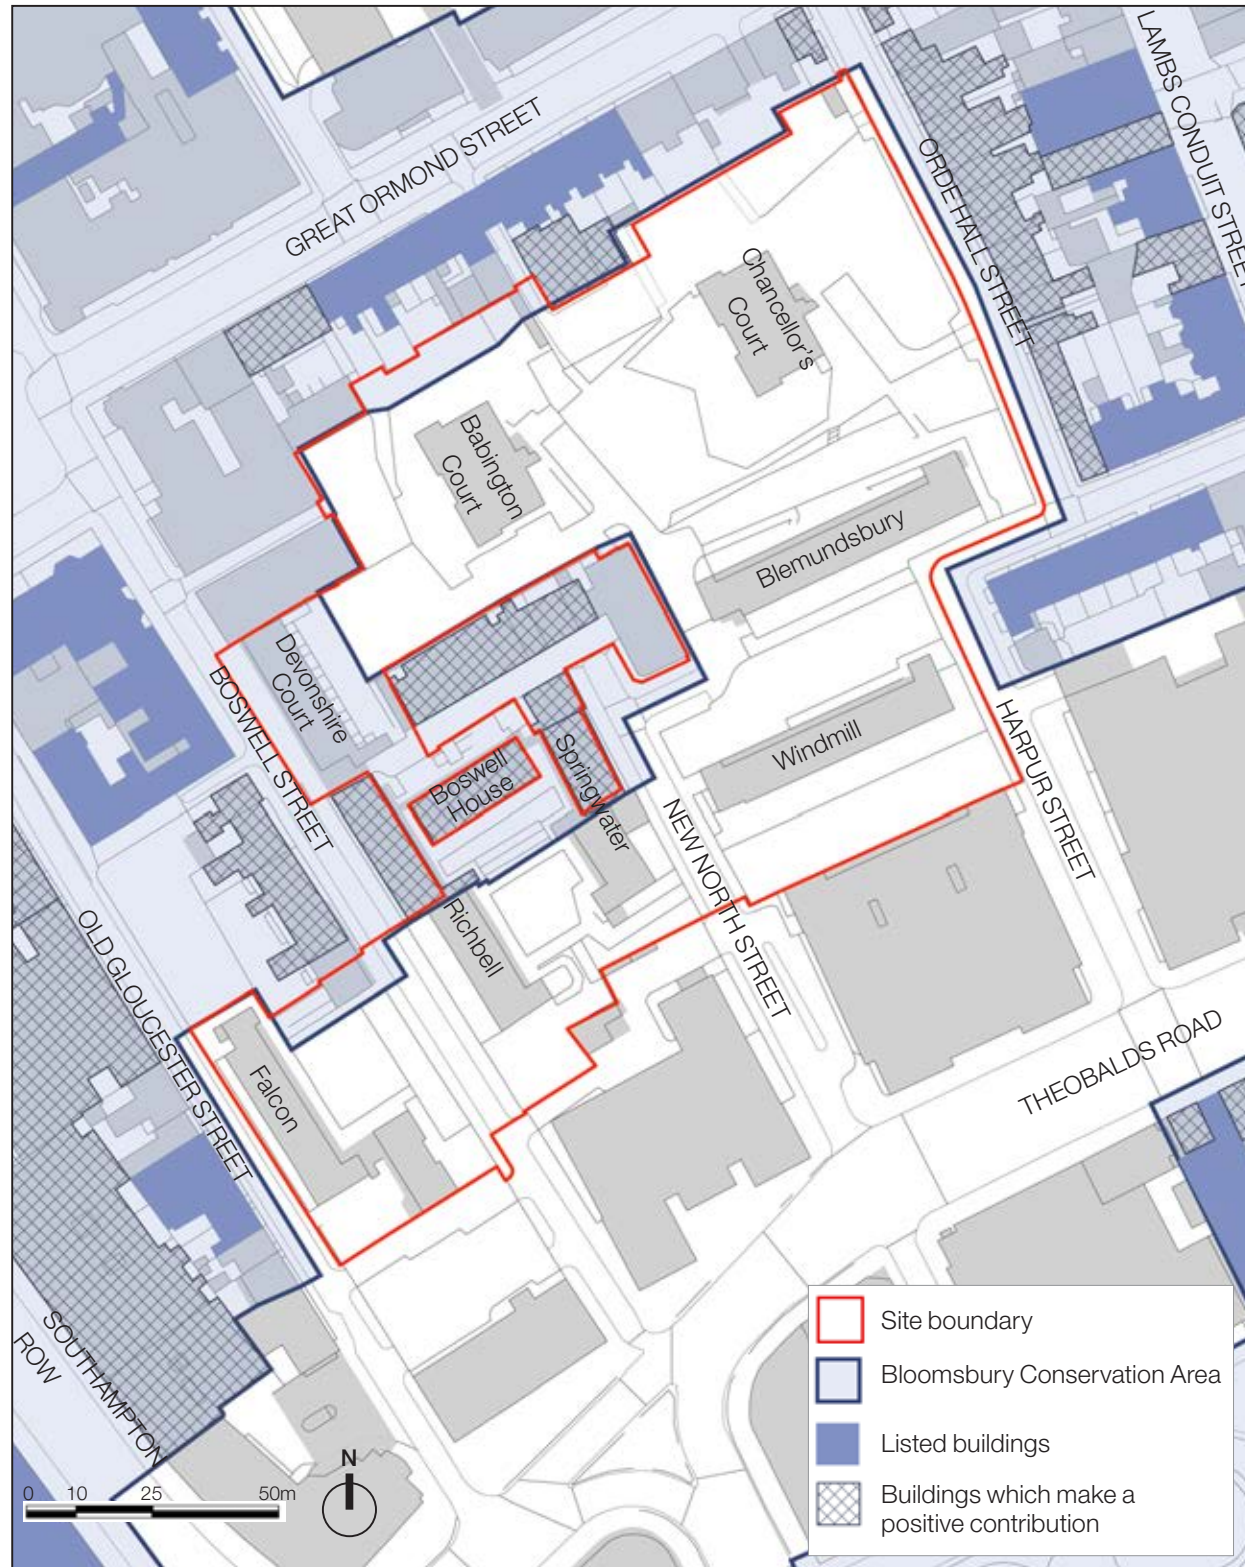 LAMBS CONDUIT STREET
GREAT ORMOND STREET
ORDE HALL STREET
Chancellor's
Court
Babington
Court
Blemundsbury
Devonshire
Court
BOSWELL STREET
Boswell
House
Springwater
Windmill
HARPUR STREET
NEW NORTH STREET
Richbell
OLD GLOUCESTER STREET
Falcon
THEOBALDS ROAD
SOUTHAMPTON
ROW
Site boundary
Bloomsbury Conservation Area
Listed buildings
Buildings which make a
positive contribution
N
0 10 25 50m